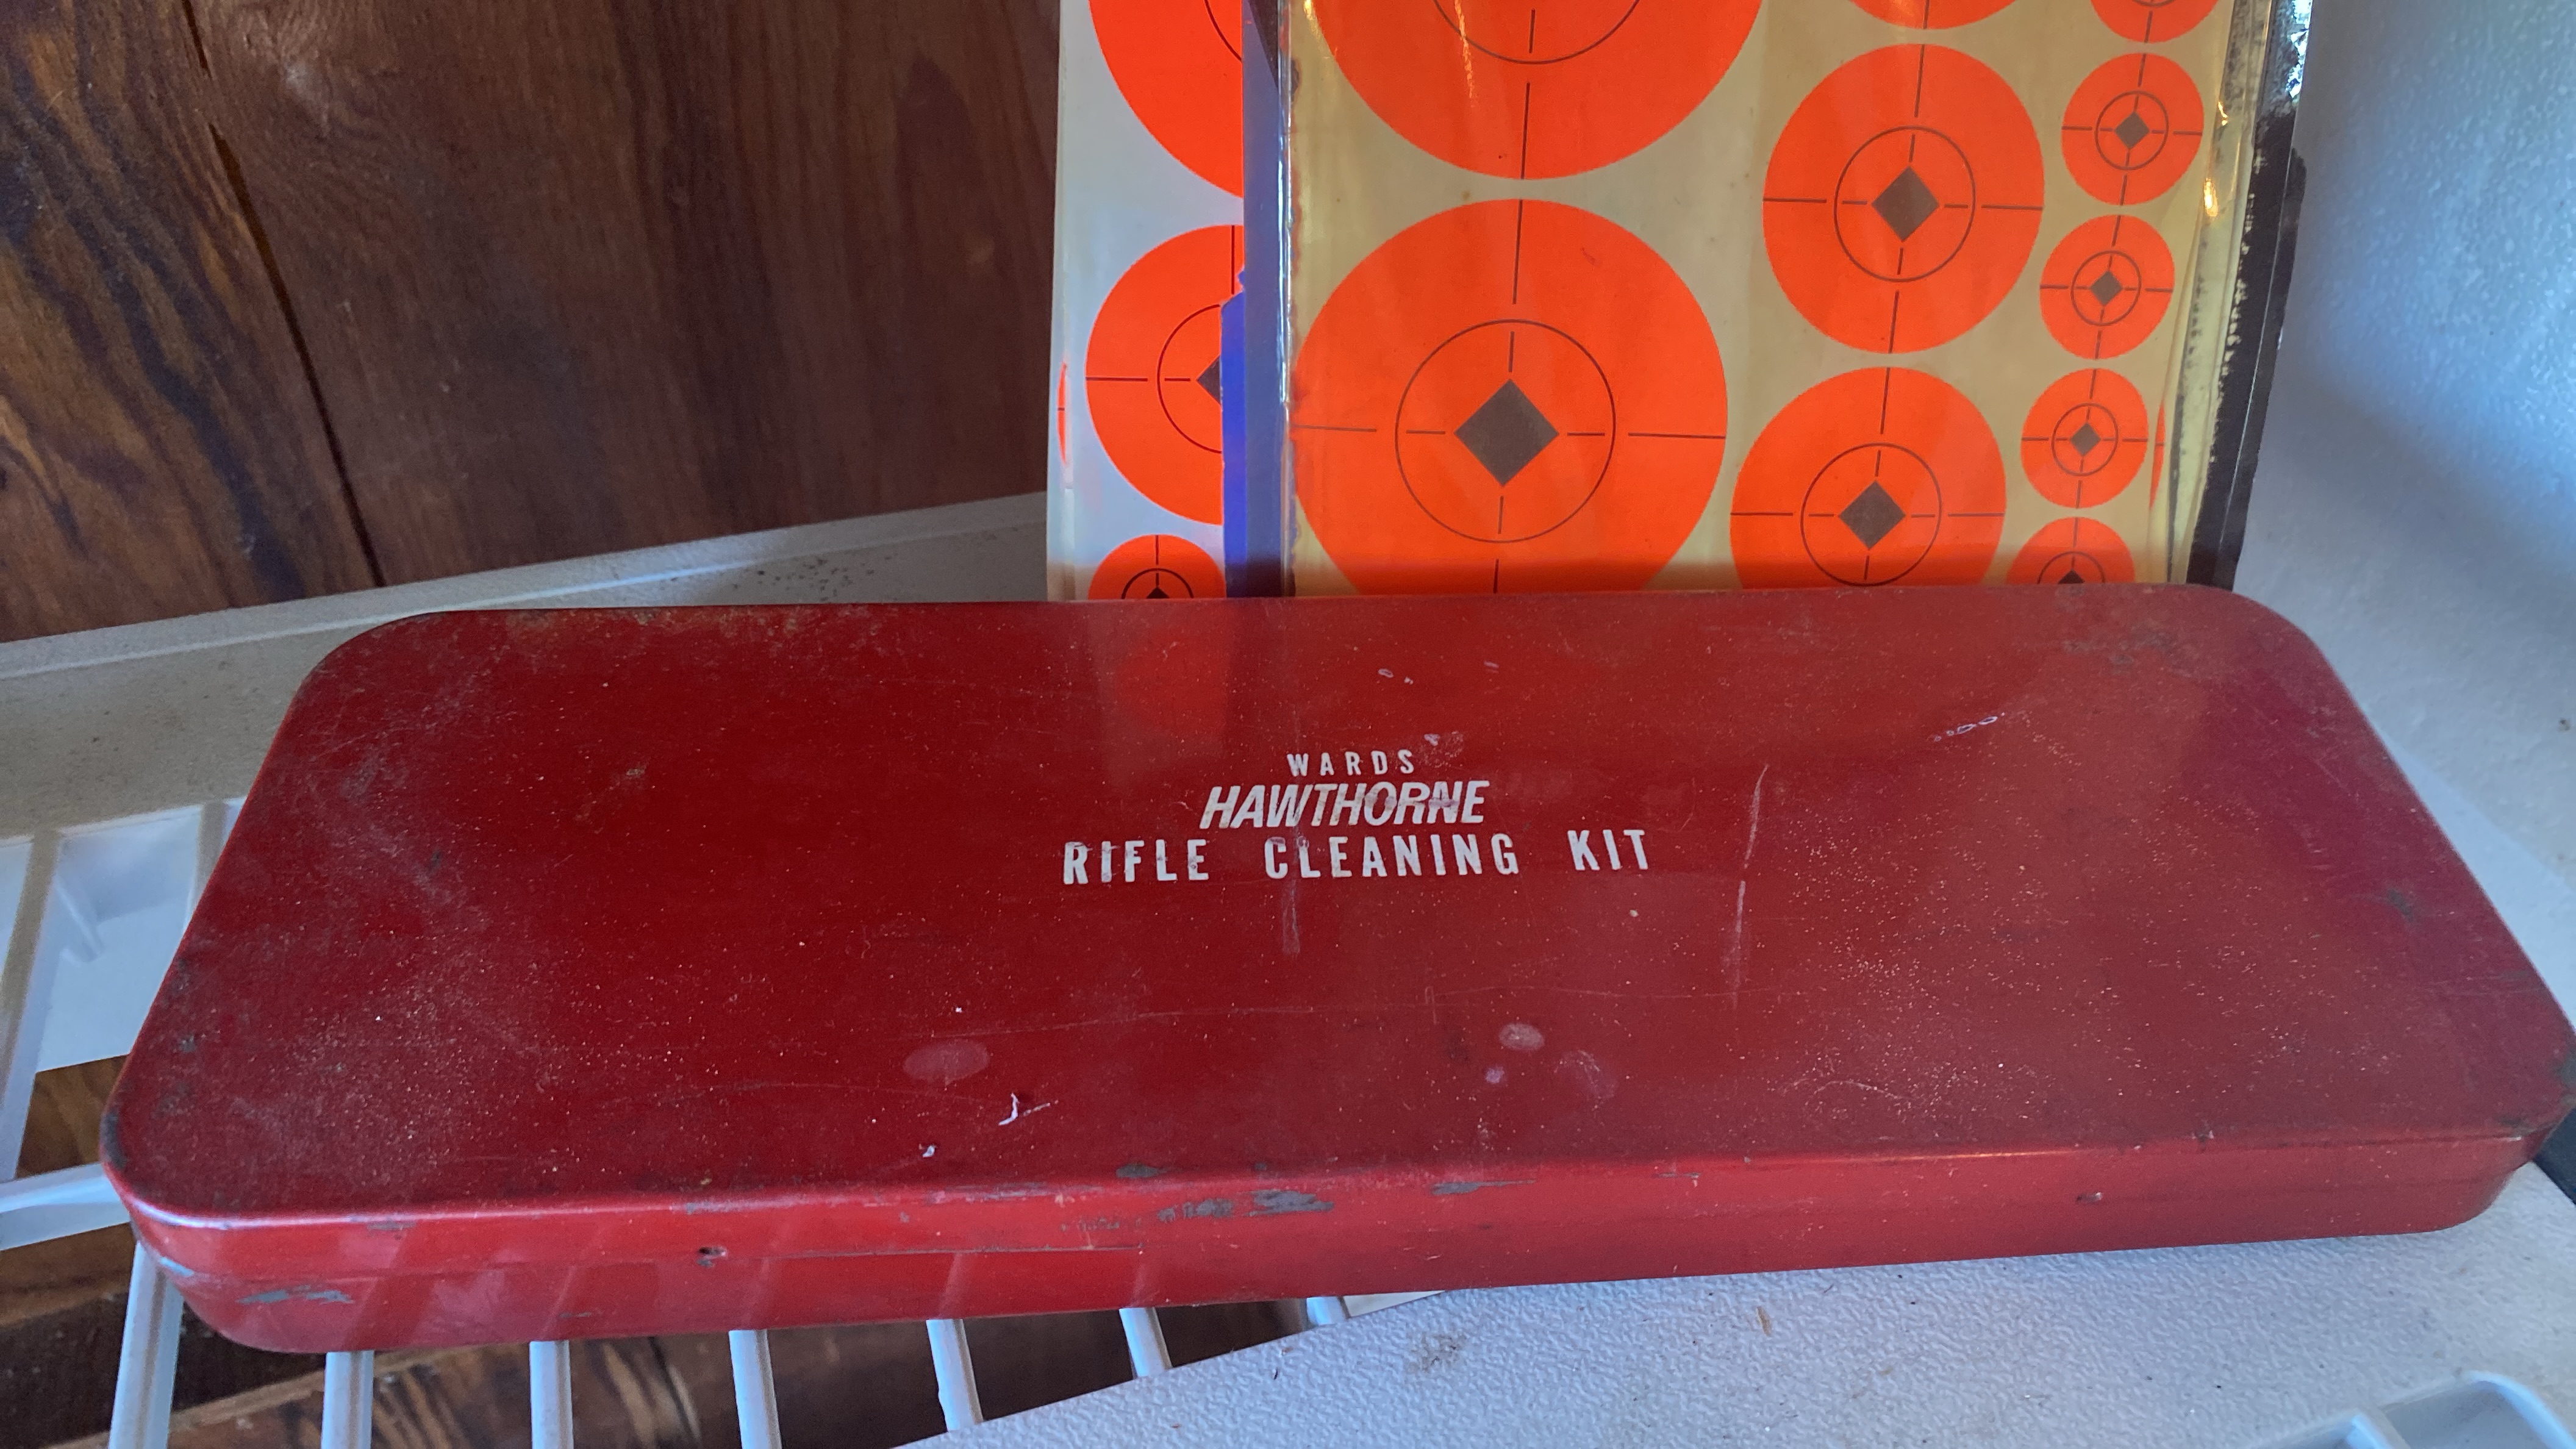 WARDS
HAWTHORNE
RIFLE CLEANING KIT